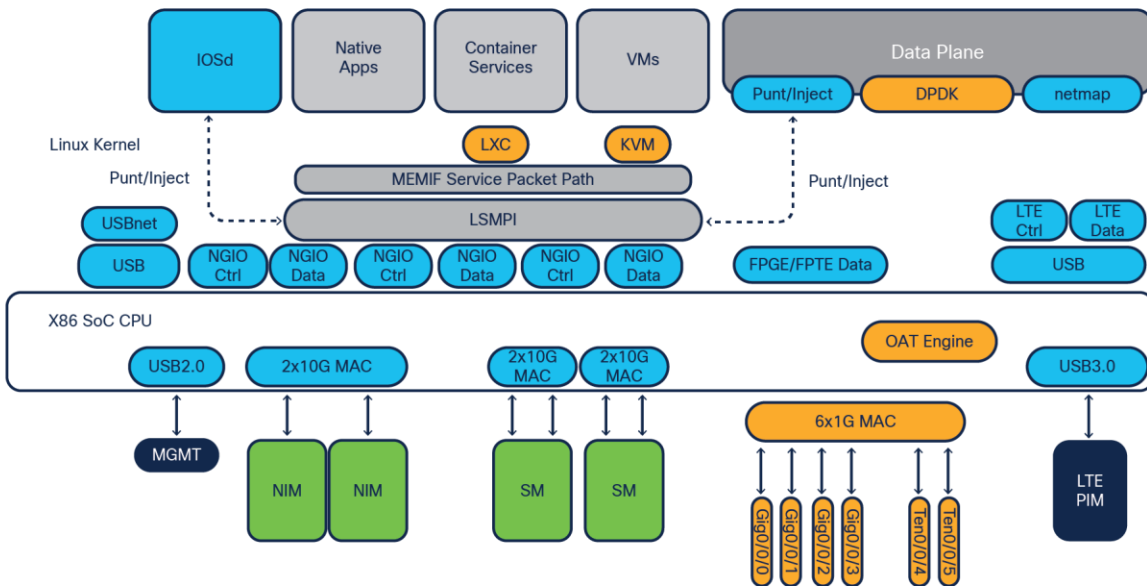 IOSd
Native
Apps
Container
Services
VMs
Data Plane
Punt/Inject
DPDK
netmap
Linux Kernel
LXC
KVM
Punt/Inject
MEMIF Service Packet Path
Punt/Inject
USBnet
LSMPI
LTE
Ctrl
LTE
Data
USB
NGIO
Ctrl
NGIO
Data
NGIO
Ctrl
NGIO
Data
NGIO
Ctrl
NGIO
Data
FPGE/FPTE Data
USB
X86 SoC CPU
OAT Engine
USB2.0
2x10G MAC
2x10G
MAC
2x10G
MAC
USB3.0
6x1G MAC
MGMT
NIM
NIM
SM
SM
LTE
PIM
Gig0/0/0
Gig0/0/1
Gig0/0/2
Gig0/0/3
Ten0/0/4
Ten0/0/5